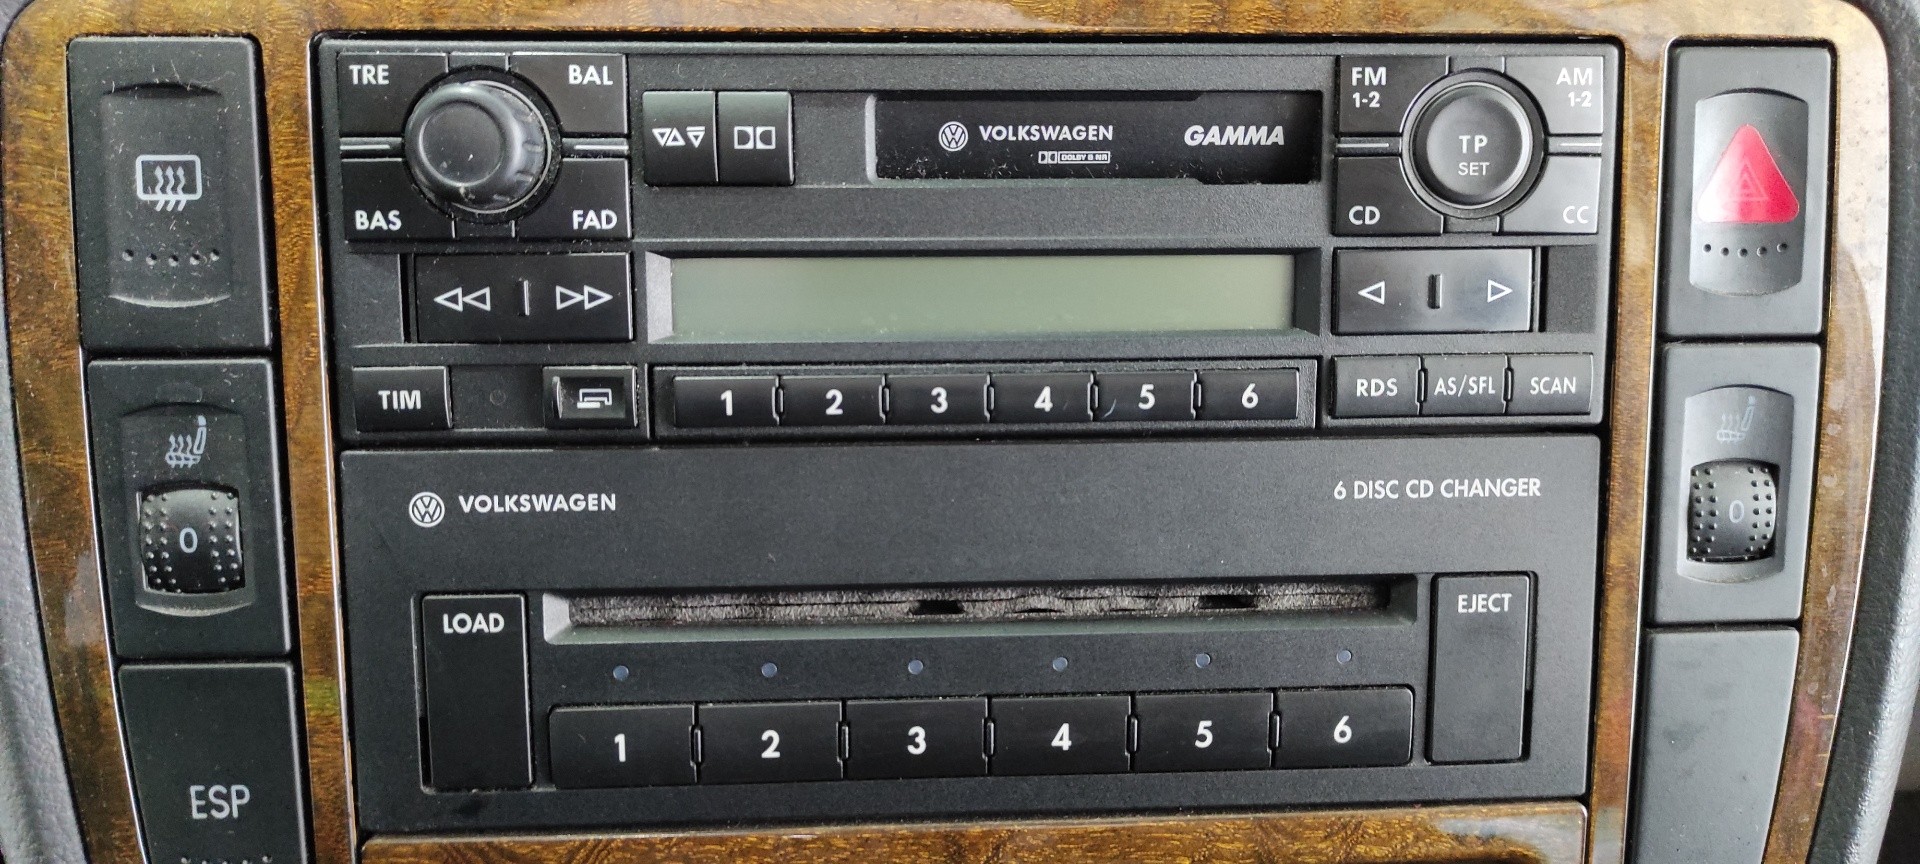 TRE
BAL
BAS
FAD
VOLKSWAGEN
GAMMA
DOLBY B NR
FM
1-2
AM
1-2
TP
SET
CD
CC
TIM
1 2 3 4 5 6
RDS
AS/SFL
SCAN
0
0
VOLKSWAGEN
6 DISC CD CHANGER
LOAD
EJECT
1 2 3 4 5 6
ESP